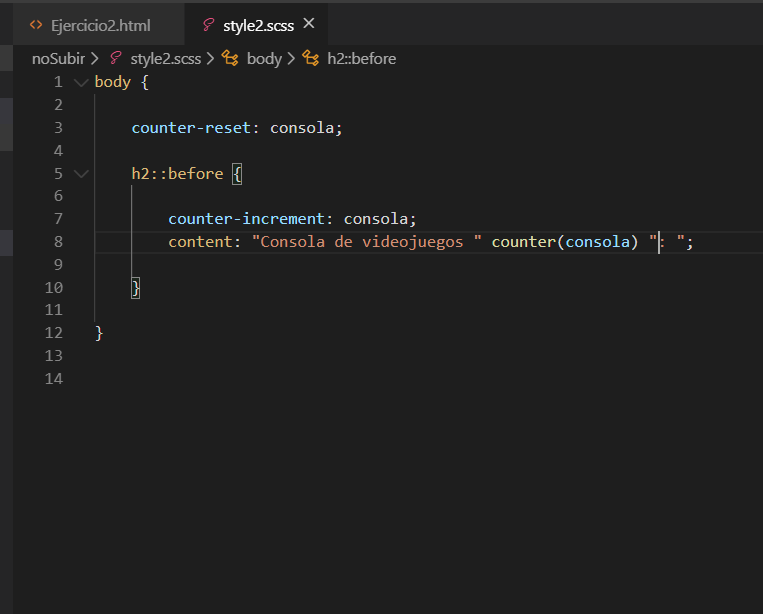 Ejercicio2.html style2.scss
noSubir > style2.scss > body > h2::before
1 body {
2
3 counter-reset: consola;
4
5 h2::before {
6
7 counter-increment: consola;
8 content: "Consola de videojuegos " counter(consola) ": ";
9
10 }
11
12 }
13
14